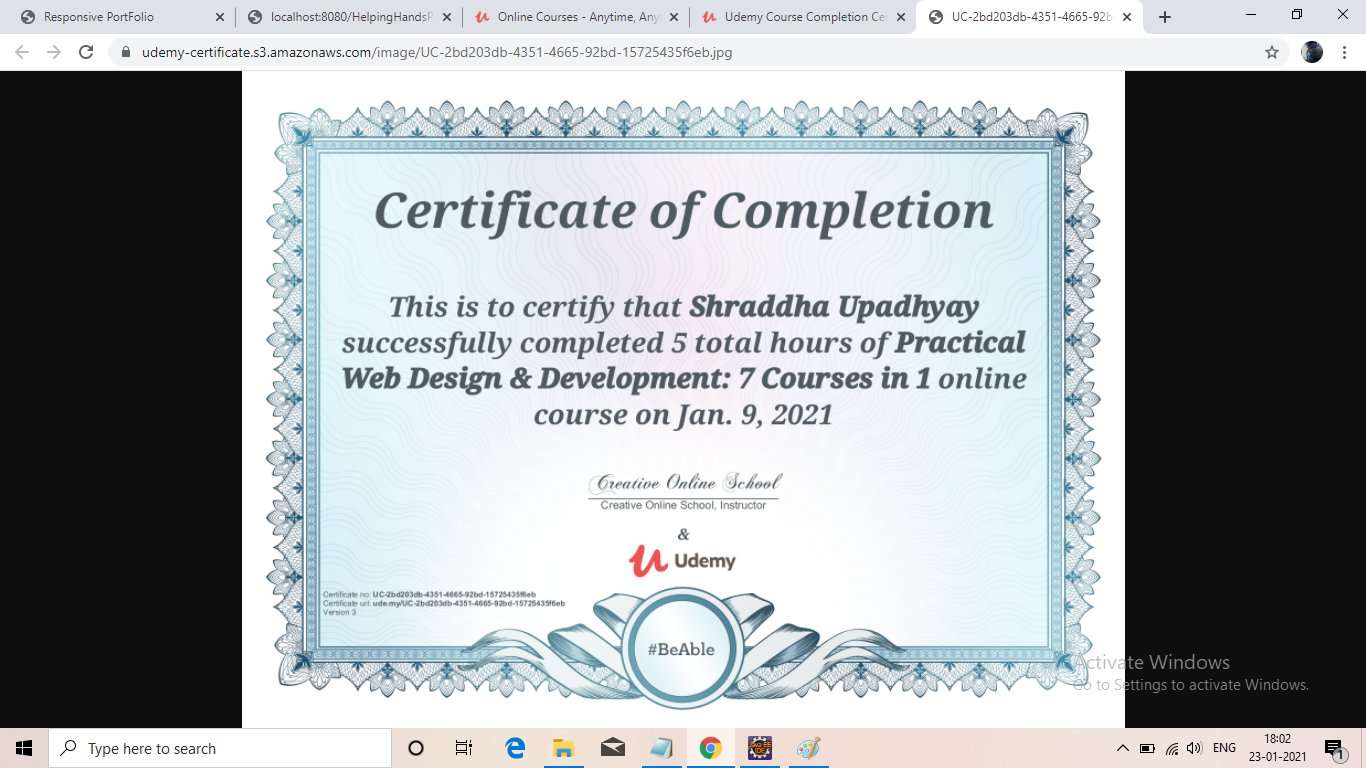 Responsive PortFolio
localhost:8080/HelpingHandsP
Online Courses - Anytime, Any
Udemy Course Completion Cer
UC-2bd203db-4351-4665-92b
udemy-certificate.s3.amazonaws.com/image/UC-2bd203db-4351-4665-92bd-15725435f6eb.jpg
Certificate of Completion
This is to certify that Shraddha Upadhyay
successfully completed 5 total hours of Practical
Web Design & Development: 7 Courses in 1 online
course on Jan. 9, 2021
Creative Online School
Creative Online School, Instructor
&
Udemy
Certificate no: UC-2bd203db-4351-4665-92bd-15725435f6eb
Certificate url: ude.my/UC-2bd203db-4351-4665-92bd-15725435f6eb
Version 3
#BeAble
Activate Windows
Go to Settings to activate Windows.
Type here to search
ENG
18:02
23-01-2021
1